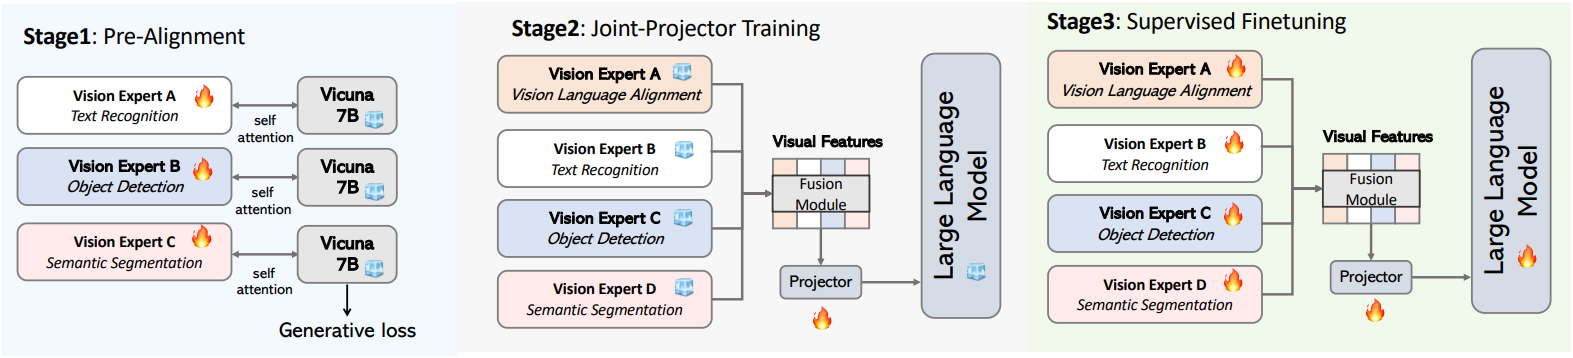 Stage1: Pre-Alignment
Vision Expert A
Text Recognition
self
attention
Vicuna
7B
Vision Expert B
Object Detection
self
attention
Vicuna
7B
Vision Expert C
Semantic Segmentation
self
attention
Vicuna
7B
Generative loss
Stage2: Joint-Projector Training
Vision Expert A
Vision Language Alignment
Vision Expert B
Text Recognition
Vision Expert C
Object Detection
Vision Expert D
Semantic Segmentation
Visual Features
Fusion
Module
Projector
Large Language
Model
Stage3: Supervised Finetuning
Vision Expert A
Vision Language Alignment
Vision Expert B
Text Recognition
Vision Expert C
Object Detection
Vision Expert D
Semantic Segmentation
Visual Features
Fusion
Module
Projector
Large Language
Model